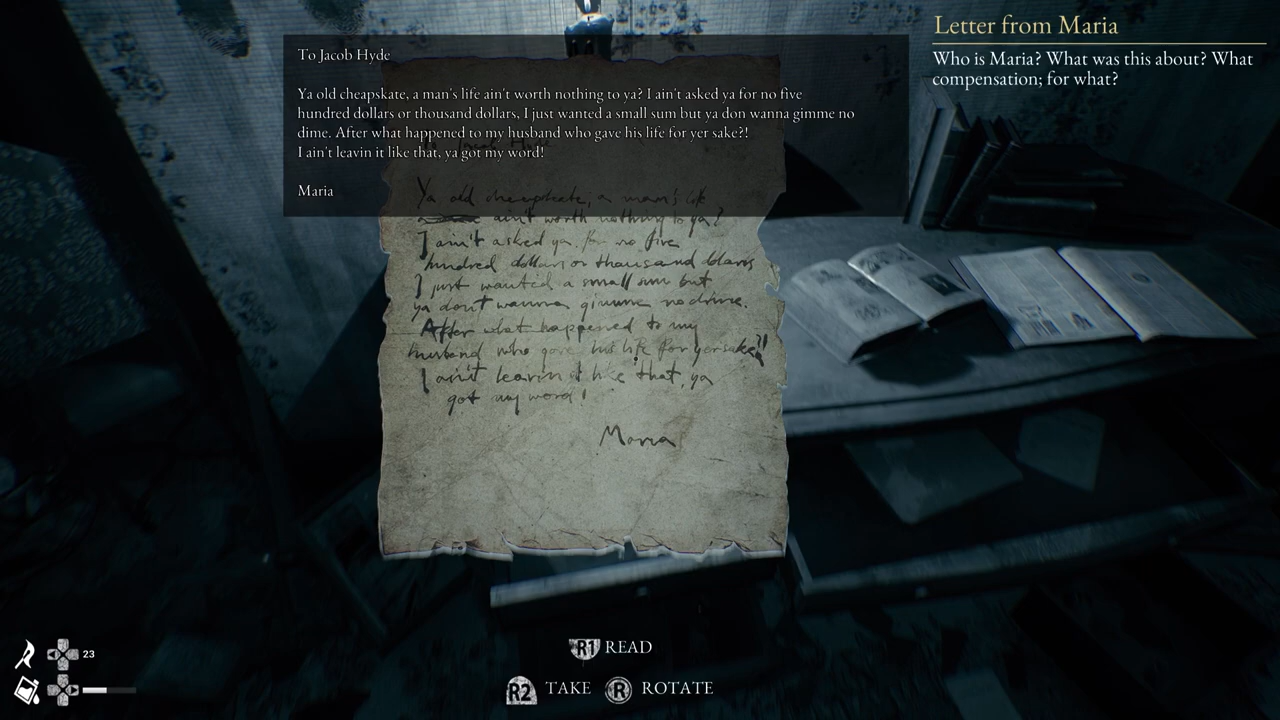 To Jacob Hyde
Ya old cheapskate, a man's life ain't worth nothing to ya? I ain't asked ya for no five
hundred dollars or thousand dollars, I just wanted a small sum but ya don wanna gimme no
dime. After what happened to my husband who gave his life for yer sake?!
I ain't leavin it like that, ya got my word!
Maria
Letter from Maria
Who is Maria? What was this about? What
compensation; for what?
To Jacob Hyde
Ya old cheapskate, a man's life
ain't worth nothing to ya?
I ain't asked ya for no five
hundred dollars or thousand dollars
I just wanted a small sum but
ya don't wanna gimme no dime.
After what happened to my
husband who gave his life for yer sake?!
I ain't leavin it like that, ya
got my word!
Maria
23
R1 READ
R2 TAKE R ROTATE